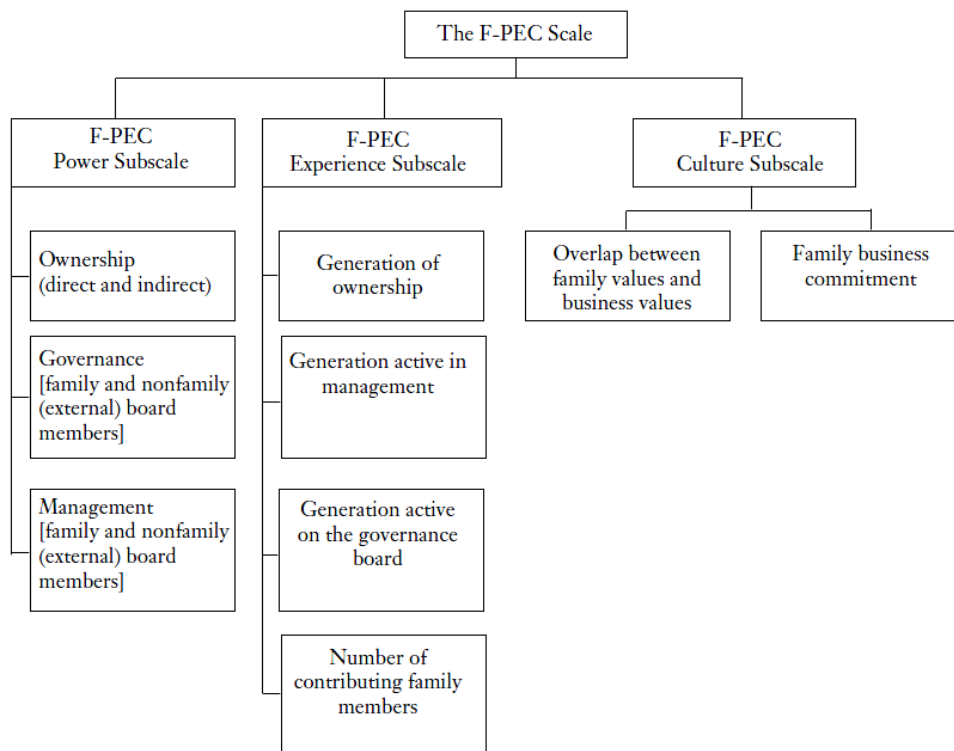 The F-PEC Scale
F-PEC
Power Subscale
Ownership
(direct and indirect)
Governance
[family and nonfamily
(external) board
members]
Management
[family and nonfamily
(external) board
members]
F-PEC
Experience Subscale
Generation of
ownership
Generation active in
management
Generation active
on the governance
board
Number of
contributing family
members
F-PEC
Culture Subscale
Overlap between
family values and
business values
Family business
commitment